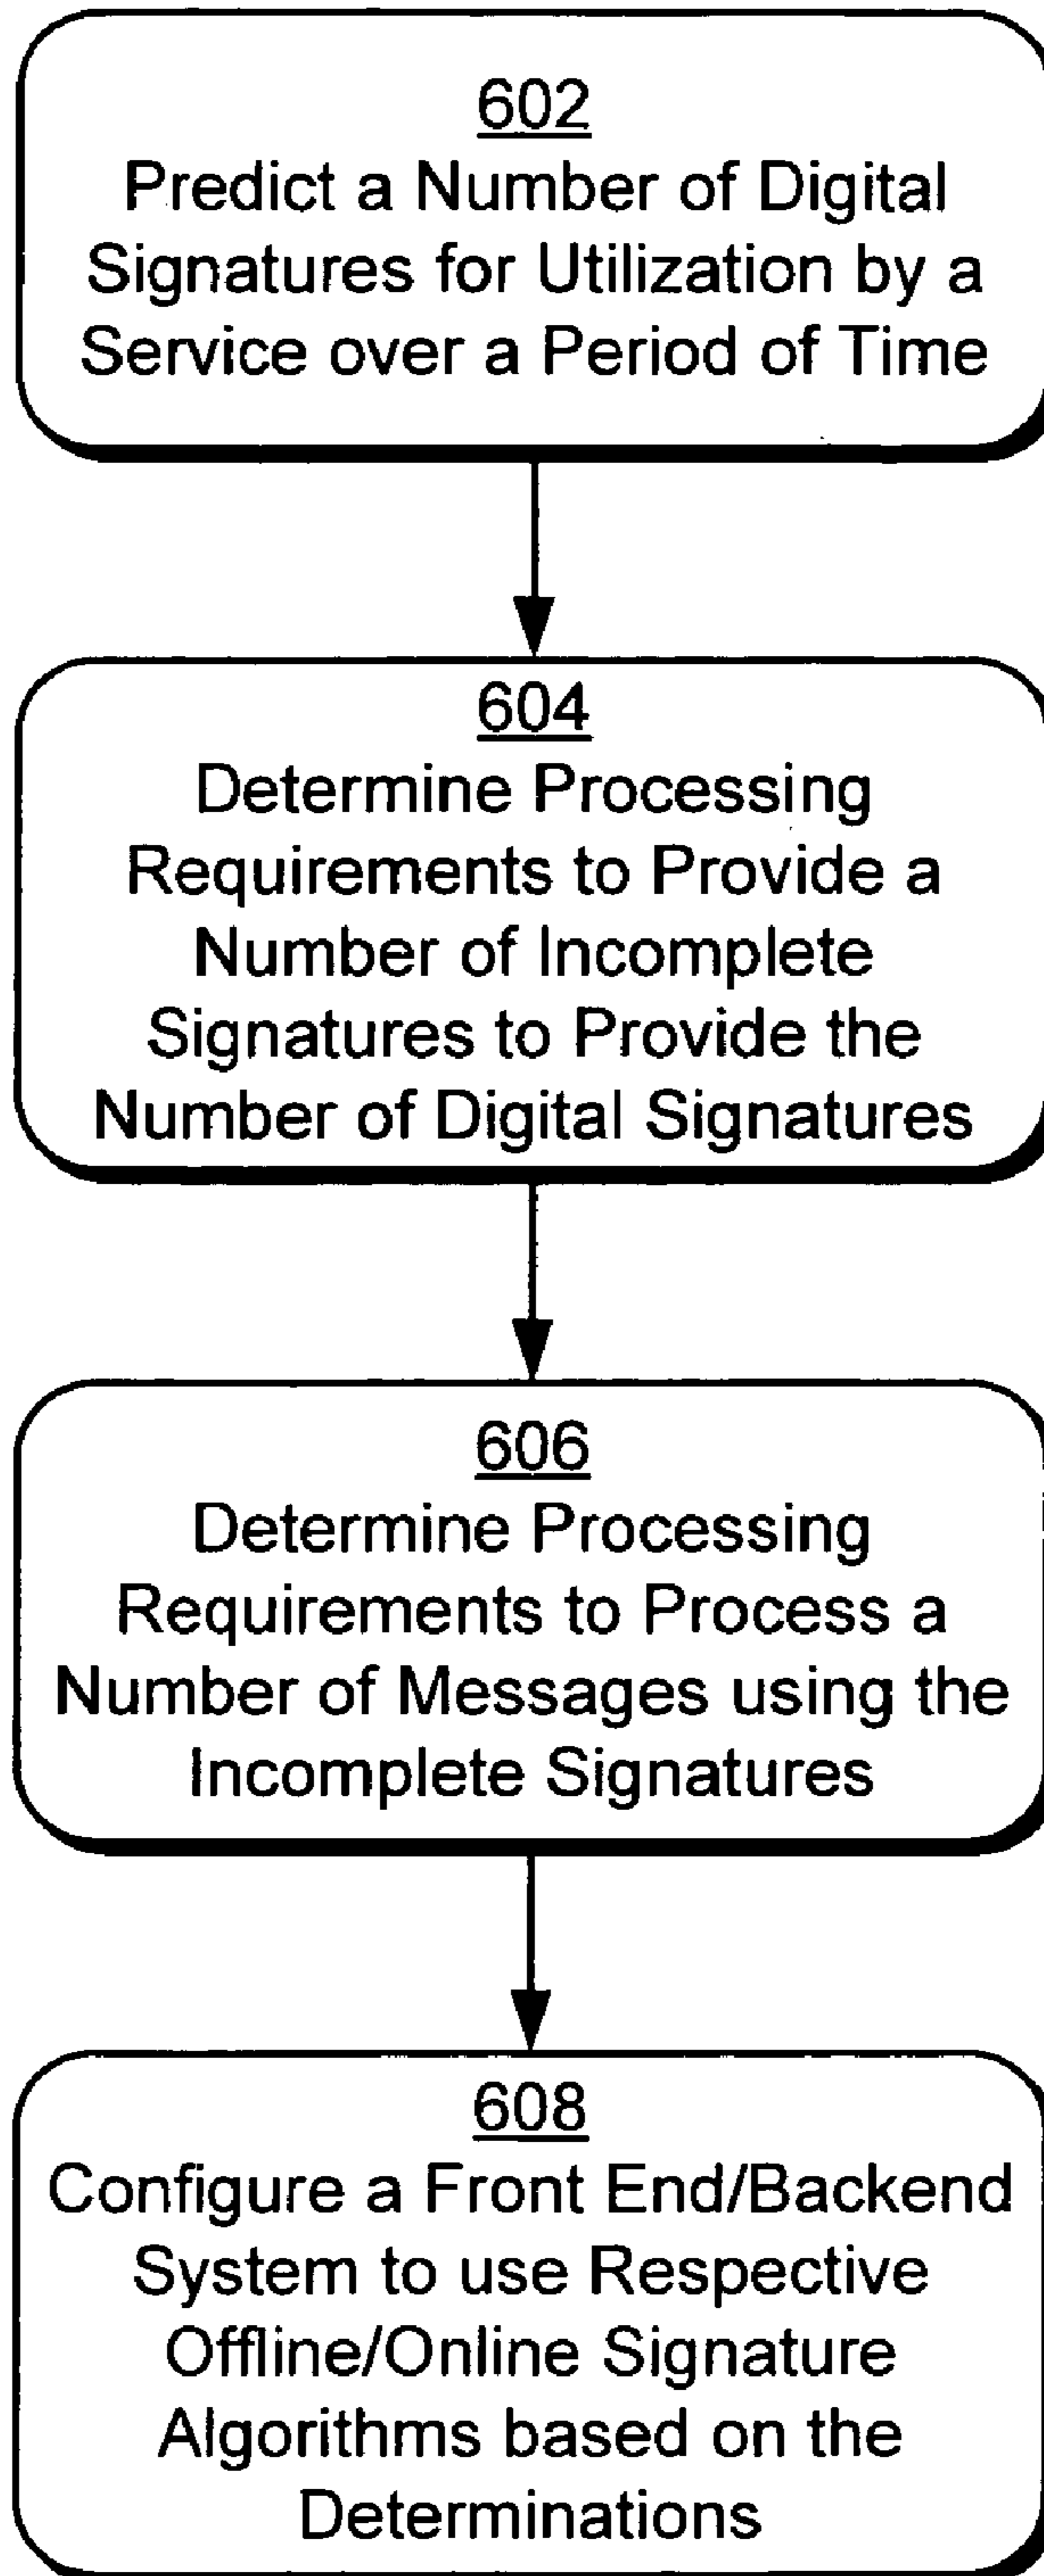 602
Predict a Number of Digital
Signatures for Utilization by a
Service over a Period of Time
604
Determine Processing
Requirements to Provide a
Number of Incomplete
Signatures to Provide the
Number of Digital Signatures
606
Determine Processing
Requirements to Process a
Number of Messages using the
Incomplete Signatures
608
Configure a Front End/Backend
System to use Respective
Offline/Online Signature
Algorithms based on the
Determinations